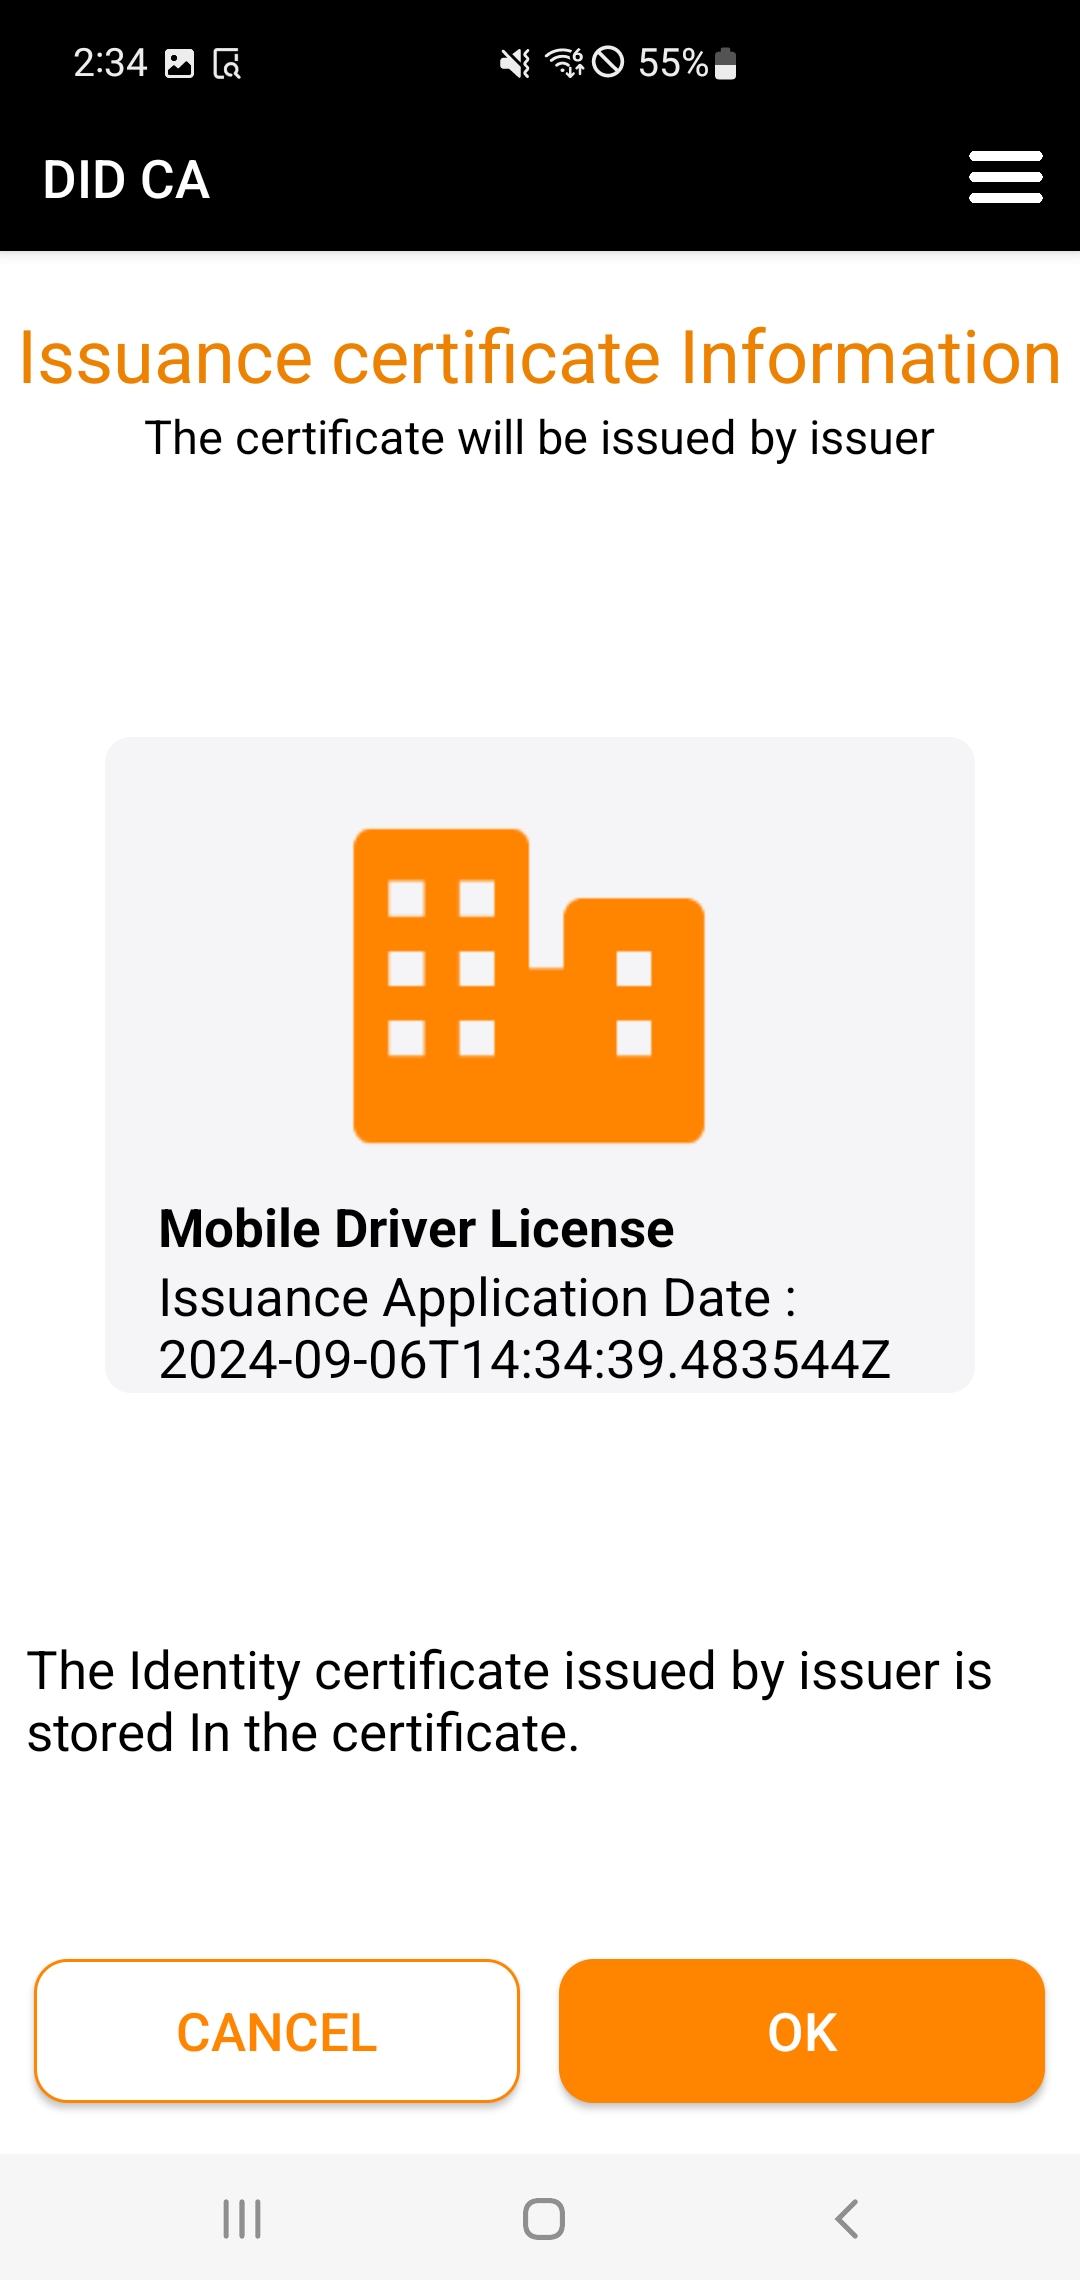 2:34
55%
DID CA
Issuance certificate Information
The certificate will be issued by issuer
Mobile Driver License
Issuance Application Date :
2024-09-06T14:34:39.483544Z
The Identity certificate issued by issuer is
stored In the certificate.
CANCEL
OK